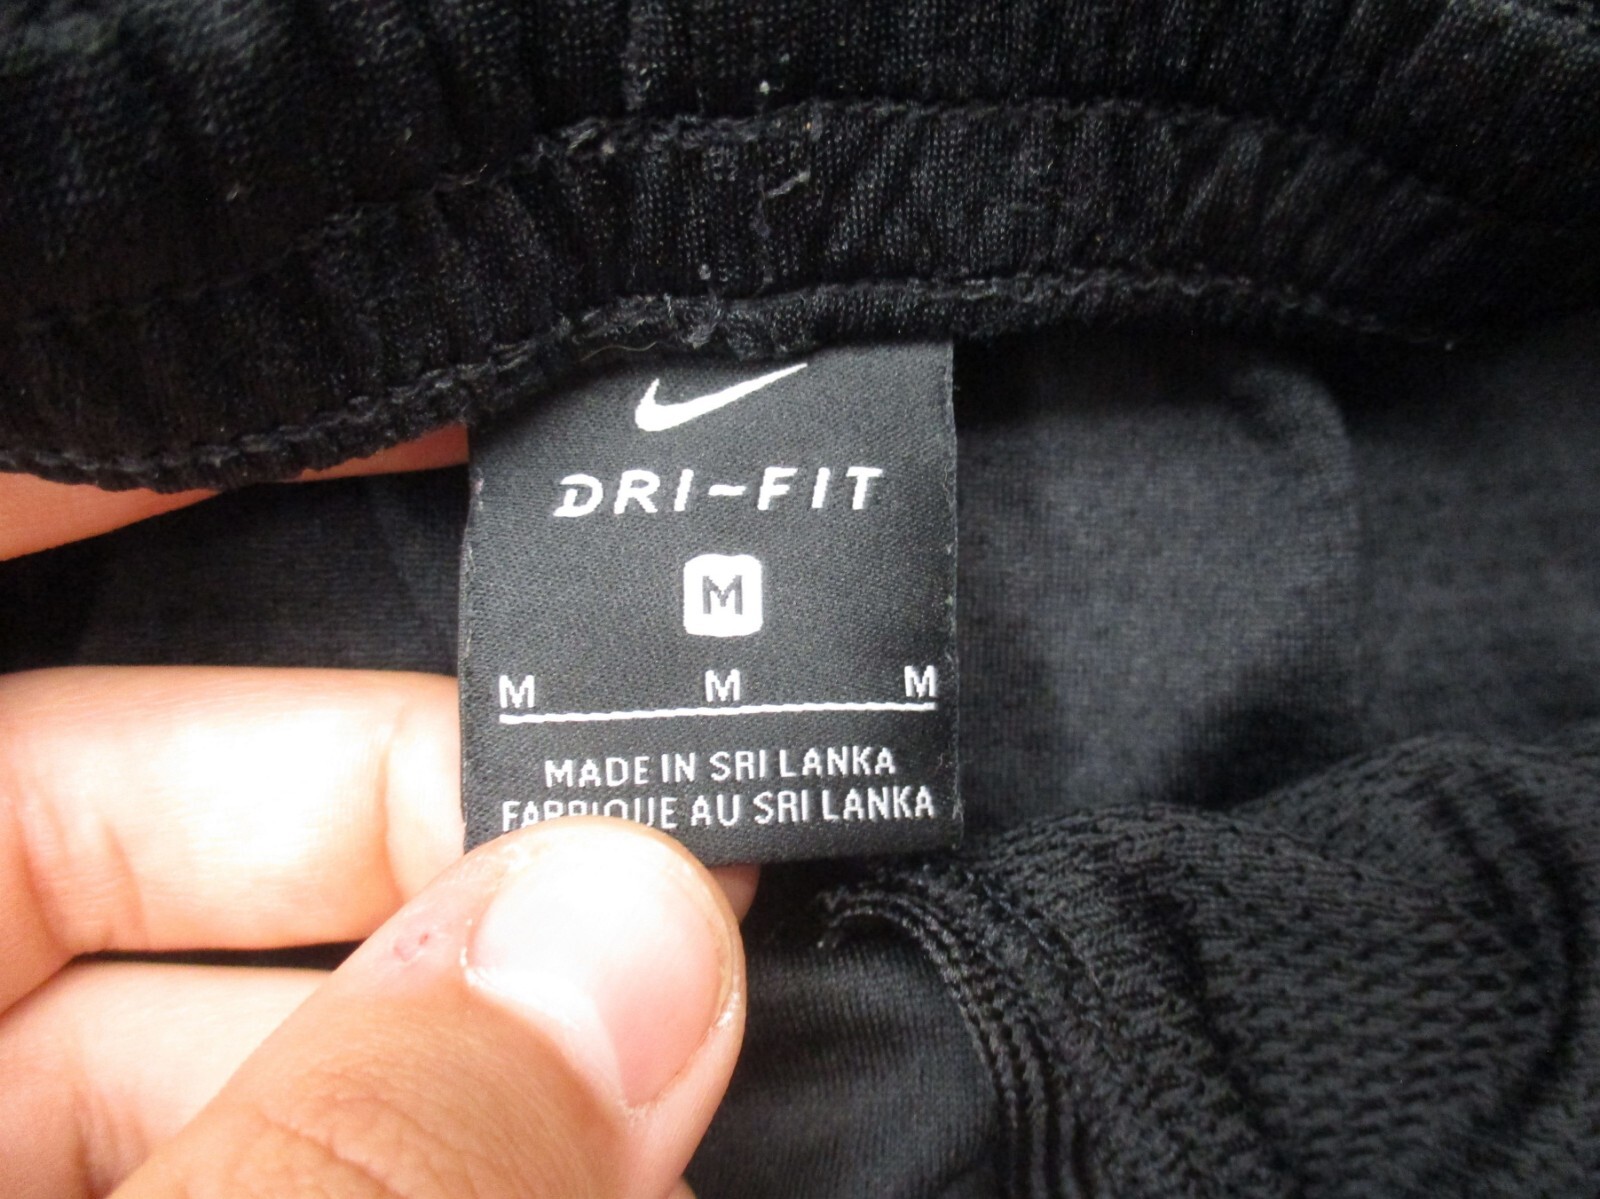 DRI-FIT
M
M M M
MADE IN SRI LANKA
FABRIQUE AU SRI LANKA